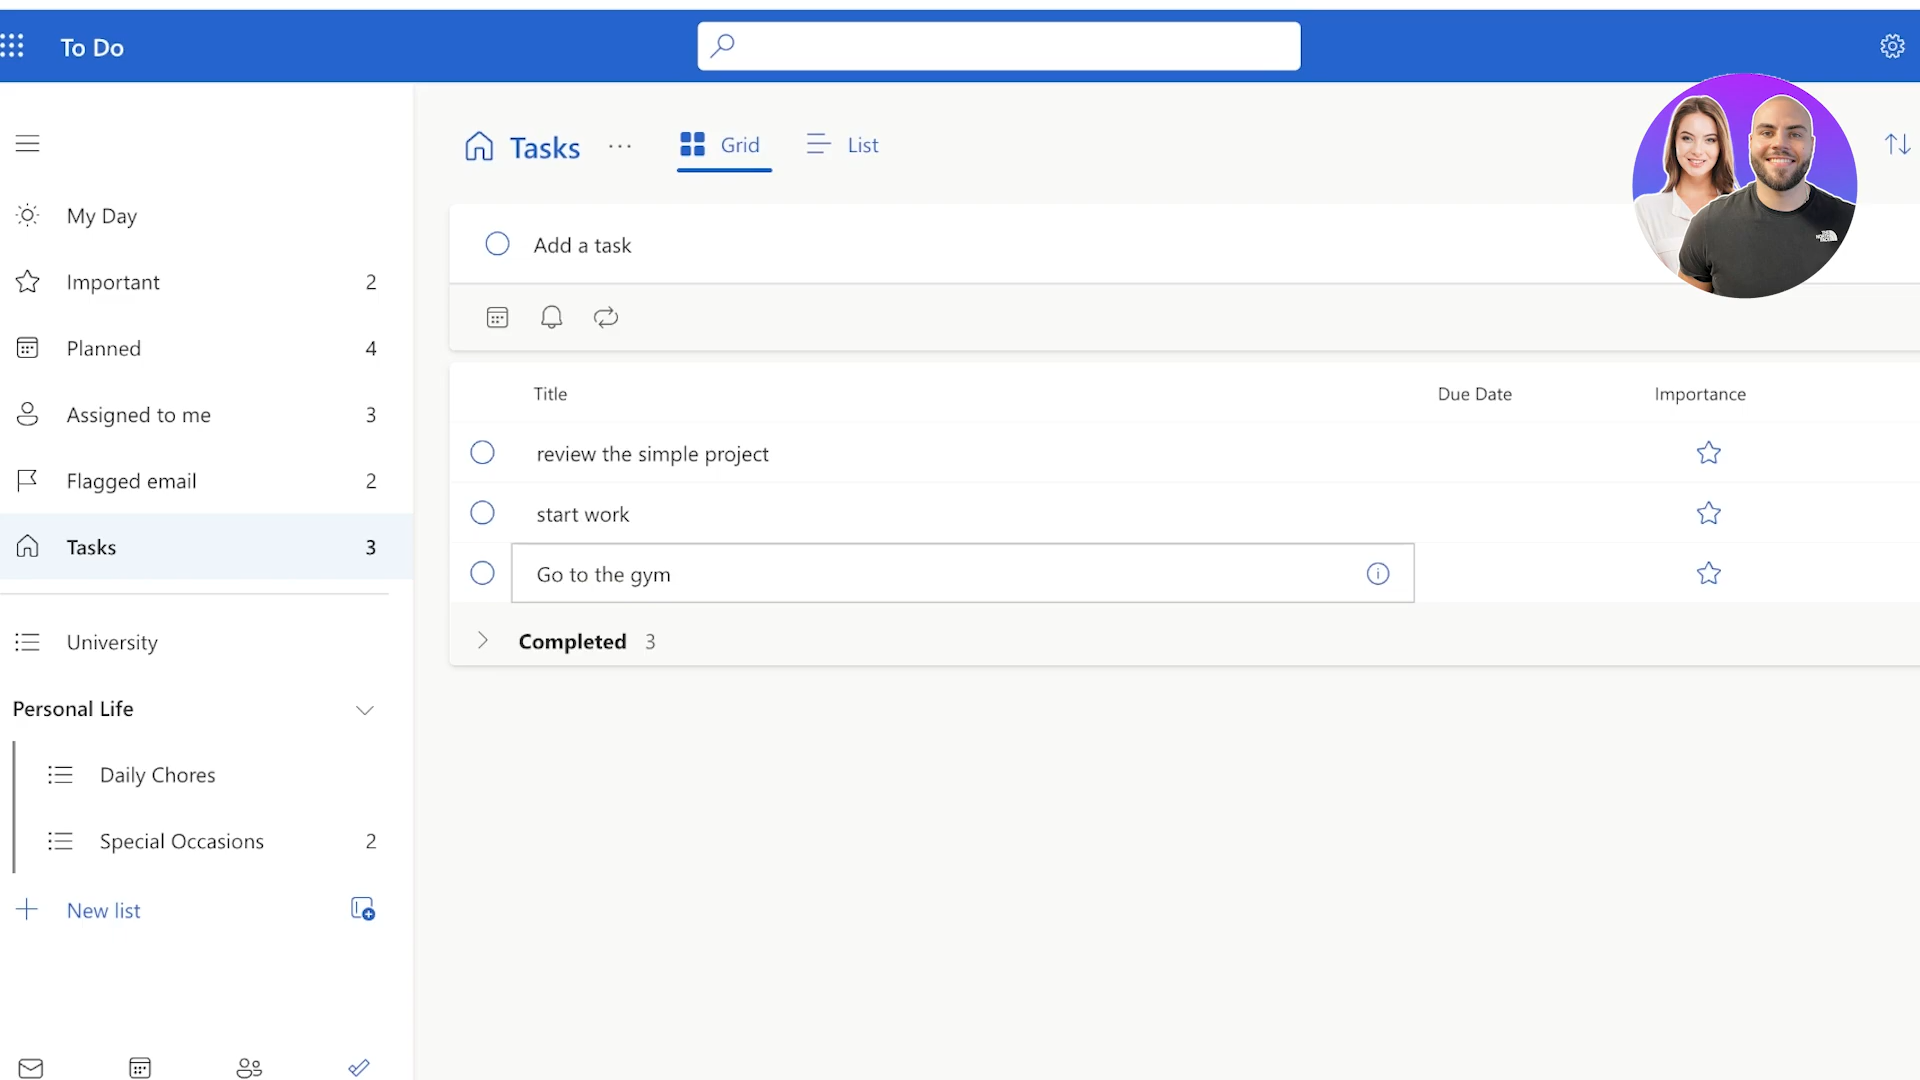 To Do
Tasks
Grid
List
My Day
Important 2
Planned 4
Assigned to me 3
Flagged email 2
Tasks 3
University
Personal Life
Daily Chores
Special Occasions 2
New list
Add a task
Title Due Date Importance
review the simple project
start work
Go to the gym
Completed 3